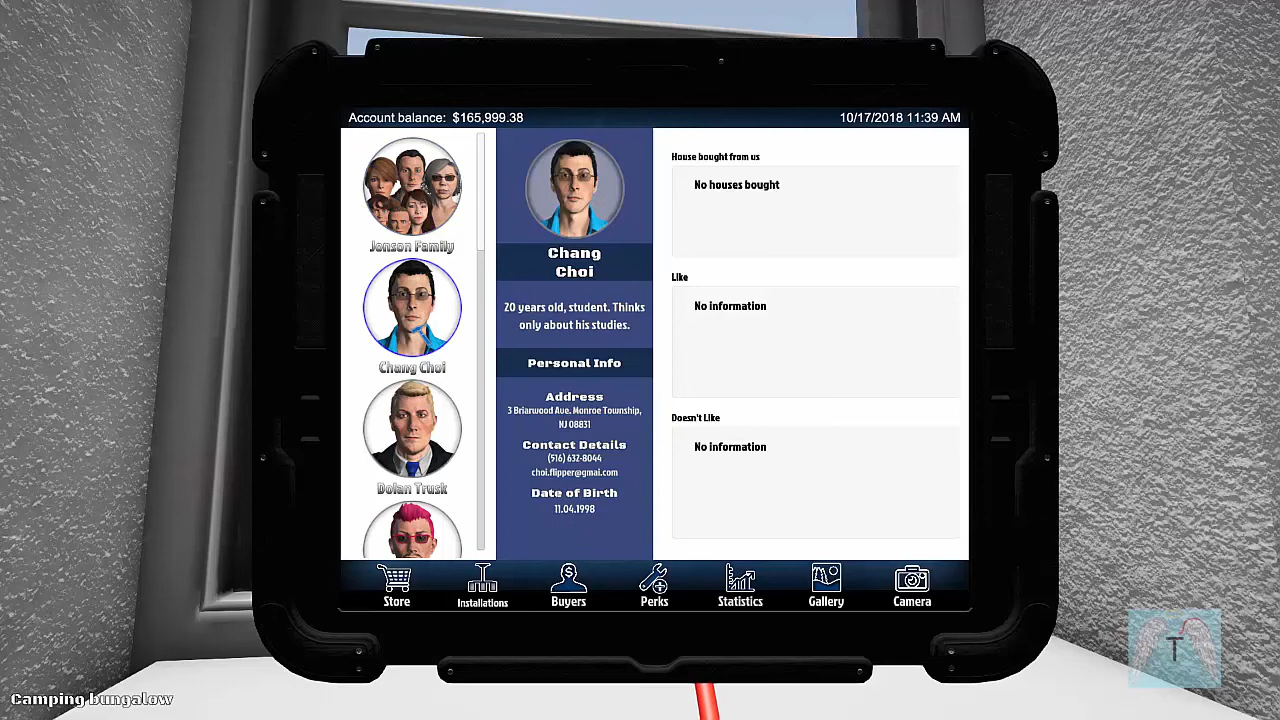 Account balance: $165,999.38
10/17/2018 11:39 AM
Jonson Family
Chang Choi
Dolan Trusk
Chang
Choi
20 years old, student. Thinks
only about his studies.
Personal Info
Address
3 Briarwood Ave. Monroe Township,
NJ 08831
Contact Details
(516) 632-8044
choi.flipper@gmai.com
Date of Birth
11.04.1998
House bought from us
No houses bought
Like
No information
Doesn't Like
No information
Store
Installations
Buyers
Perks
Statistics
Gallery
Camera
Camping bungalow
T